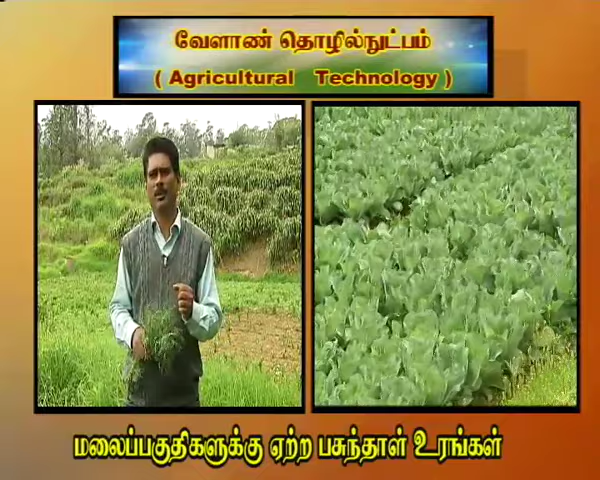 வேளாண் தொழில்நுட்பம்
( Agricultural Technology )
மலைப்பகுதிகளுக்கு ஏற்ற பசுந்தாள் உரங்கள்